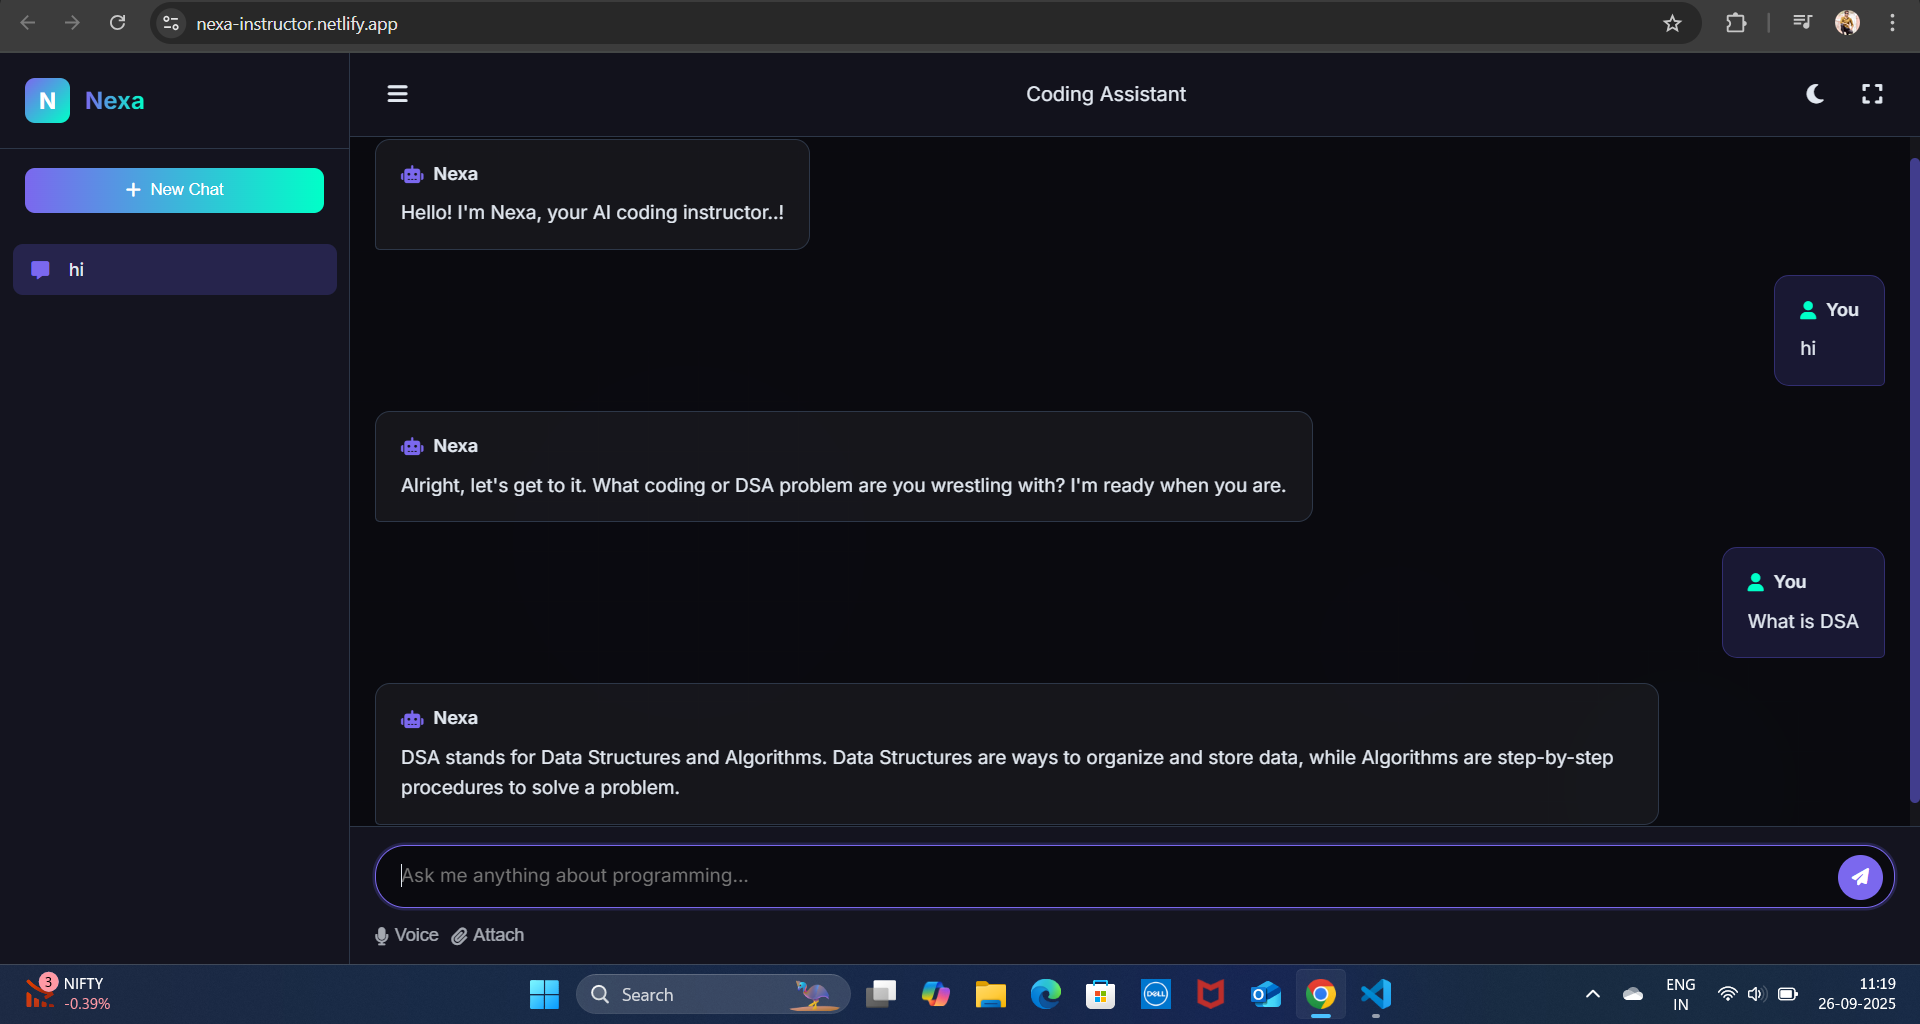 nexa-instructor.netlify.app
N Nexa
+ New Chat
hi
Coding Assistant
Nexa
Hello! I'm Nexa, your AI coding instructor..!
You
hi
Nexa
Alright, let's get to it. What coding or DSA problem are you wrestling with? I'm ready when you are.
You
What is DSA
Nexa
DSA stands for Data Structures and Algorithms. Data Structures are ways to organize and store data, while Algorithms are step-by-step
procedures to solve a problem.
Ask me anything about programming...
Voice Attach
3 NIFTY
-0.39%
Search
DELL
ENG
IN
11:19
26-09-2025